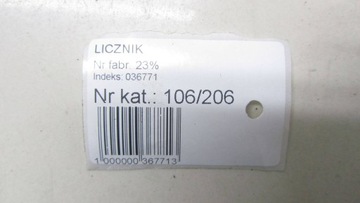 LICZNIK
Nr fabr. 23%
Indeks: 036771
Nr kat.: 106/206
1 000000 367713